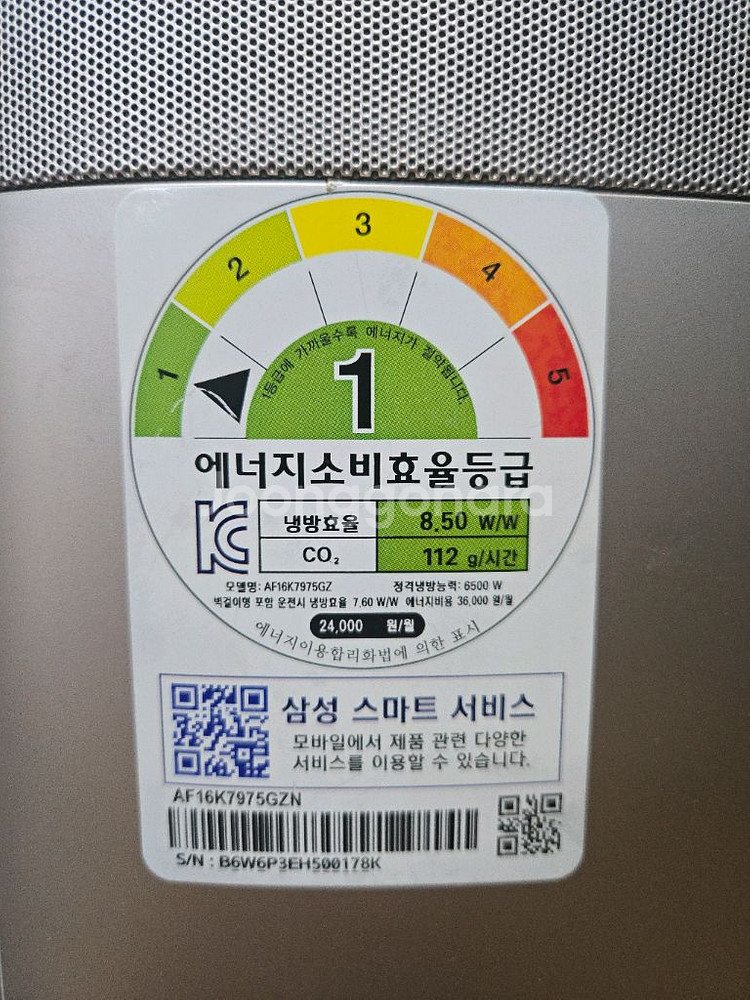 1
2
3
4
5
1등급에 가까울수록 에너지가 절약됩니다.
1
에너지소비효율등급
joonggonara
냉방효율 8.50 W/W
CO₂ 112 g/시간
모델명: AF16K7975GZ 정격냉방능력: 6500 W
벽걸이형 포함 운전시 냉방효율 7.60 W/W 에너지비용 36,000 원/월
24,000 원/월
에너지이용합리화법에 의한 표시
삼성 스마트 서비스
모바일에서 제품 관련 다양한
서비스를 이용할 수 있습니다.
AF16K7975GZN
S/N : B6W6P3EH500178K